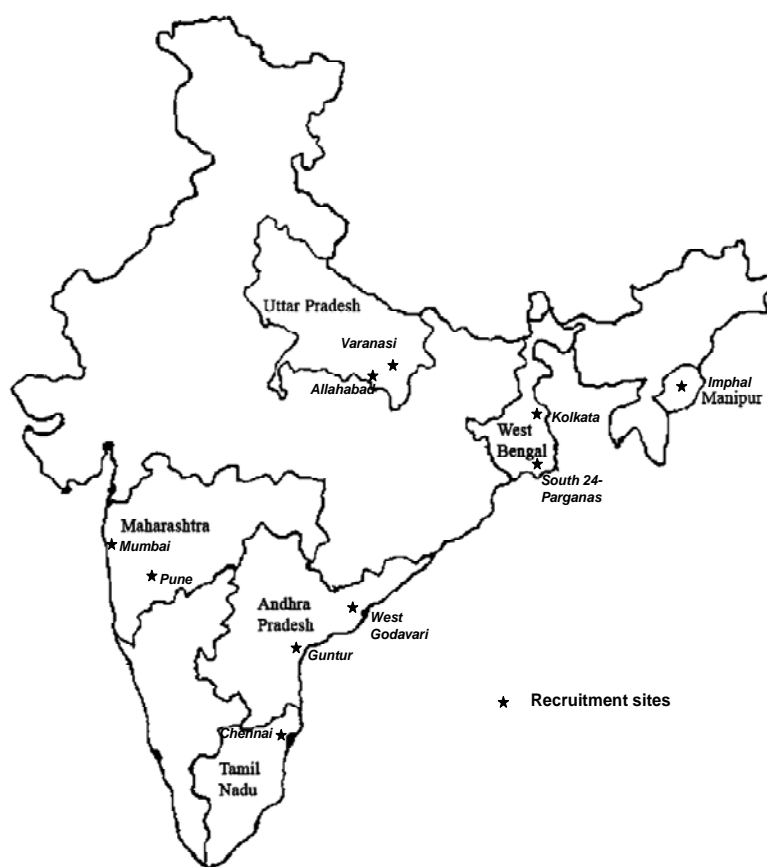 Uttar Pradesh
Varanasi
Allahabad
Imphal
Manipur
Kolkata
West
Bengal
South 24-
Parganas
Maharashtra
Mumbai
Pune
Andhra
Pradesh
West
Godavari
Guntur
Recruitment sites
Chennai
Tamil
Nadu